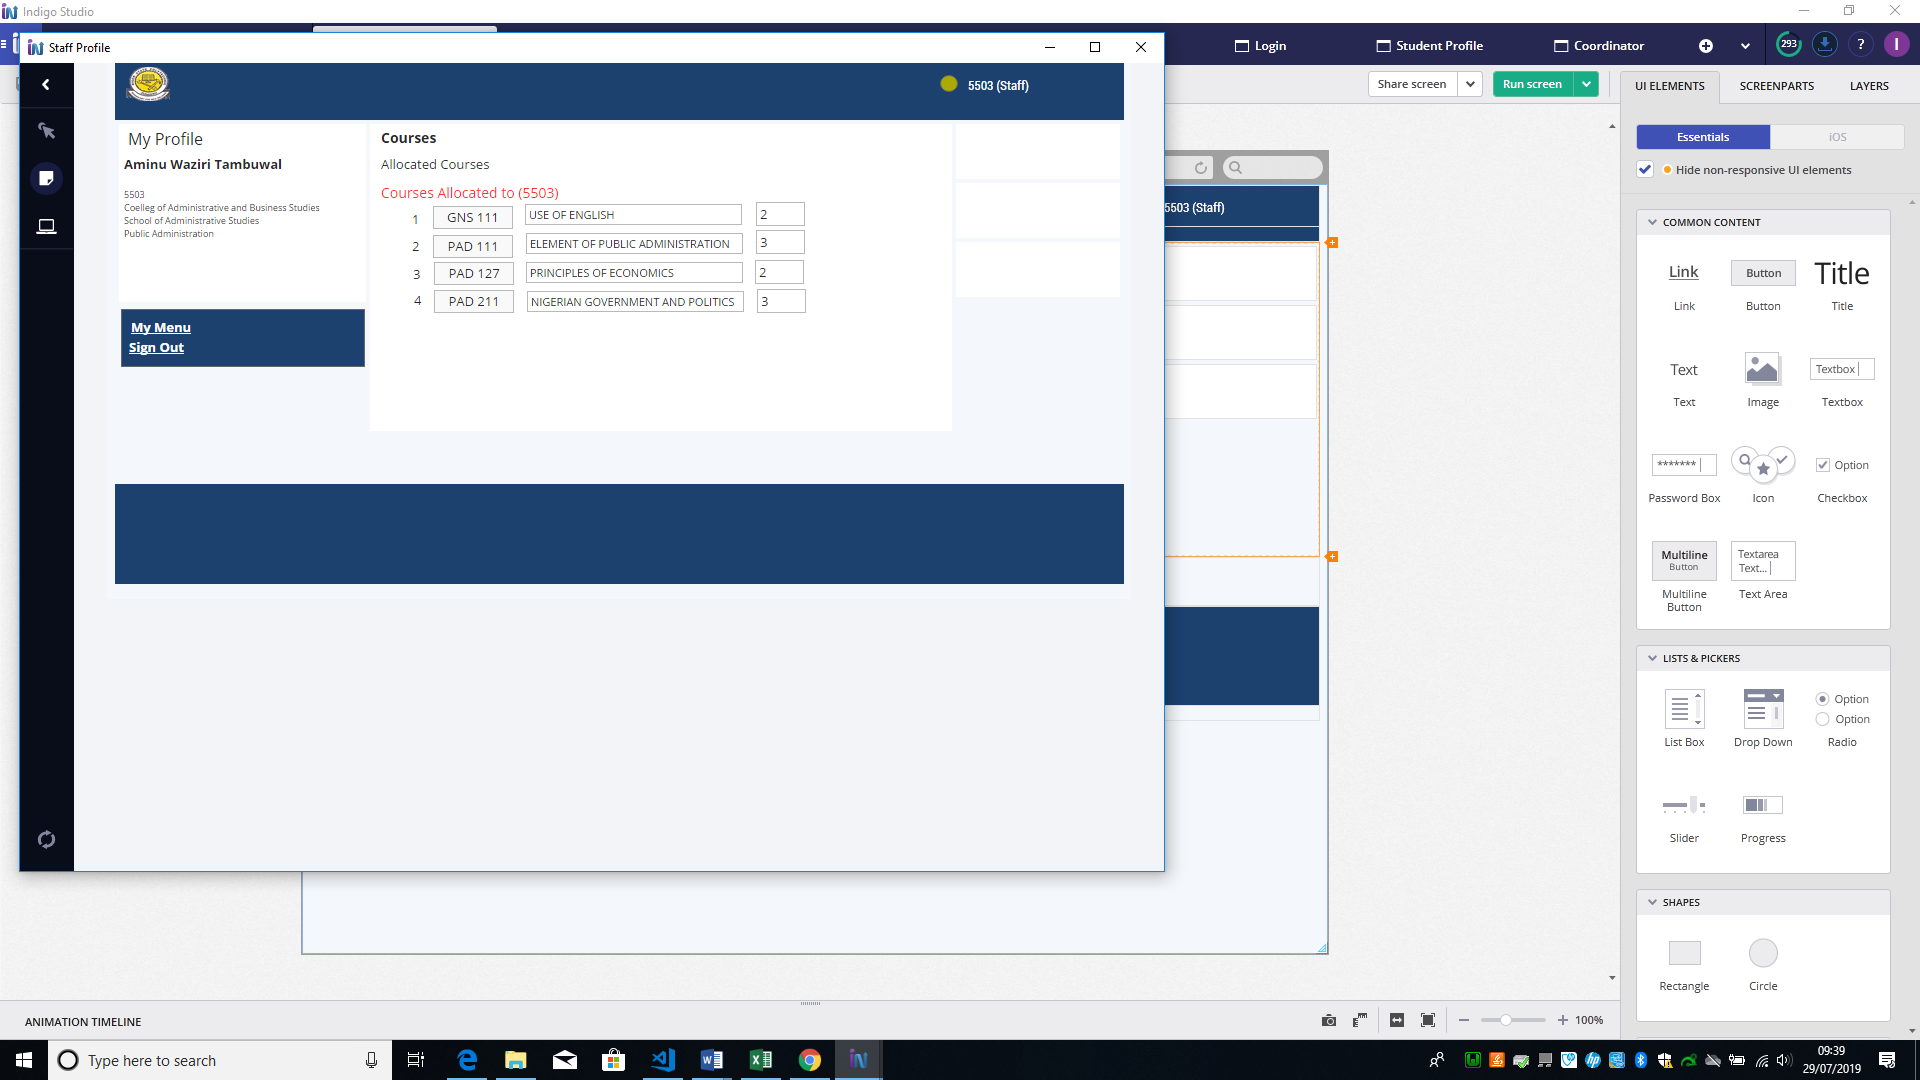 Indigo Studio
Staff Profile
Login
Student Profile
Coordinator
293
?
I
5503 (Staff)
Share screen
Run screen
UI ELEMENTS
SCREENPARTS
LAYERS
My Profile
Aminu Waziri Tambuwal
5503
Coelleg of Administrative and Business Studies
School of Administrative Studies
Public Administration
My Menu
Sign Out
Courses
Allocated Courses
Courses Allocated to (5503)
1 GNS 111 USE OF ENGLISH 2
2 PAD 111 ELEMENT OF PUBLIC ADMINISTRATION 3
3 PAD 127 PRINCIPLES OF ECONOMICS 2
4 PAD 211 NIGERIAN GOVERNMENT AND POLITICS 3
5503 (Staff)
Essentials
iOS
Hide non-responsive UI elements
COMMON CONTENT
Link
Button
Title
Link
Button
Title
Text
Textbox
Text
Image
Textbox
*******
Option
Password Box
Icon
Checkbox
Multiline
Button
Textarea
Text...
Multiline
Button
Text Area
LISTS & PICKERS
Option
Option
List Box
Drop Down
Radio
Slider
Progress
SHAPES
Rectangle
Circle
ANIMATION TIMELINE
100%
Type here to search
09:39
29/07/2019